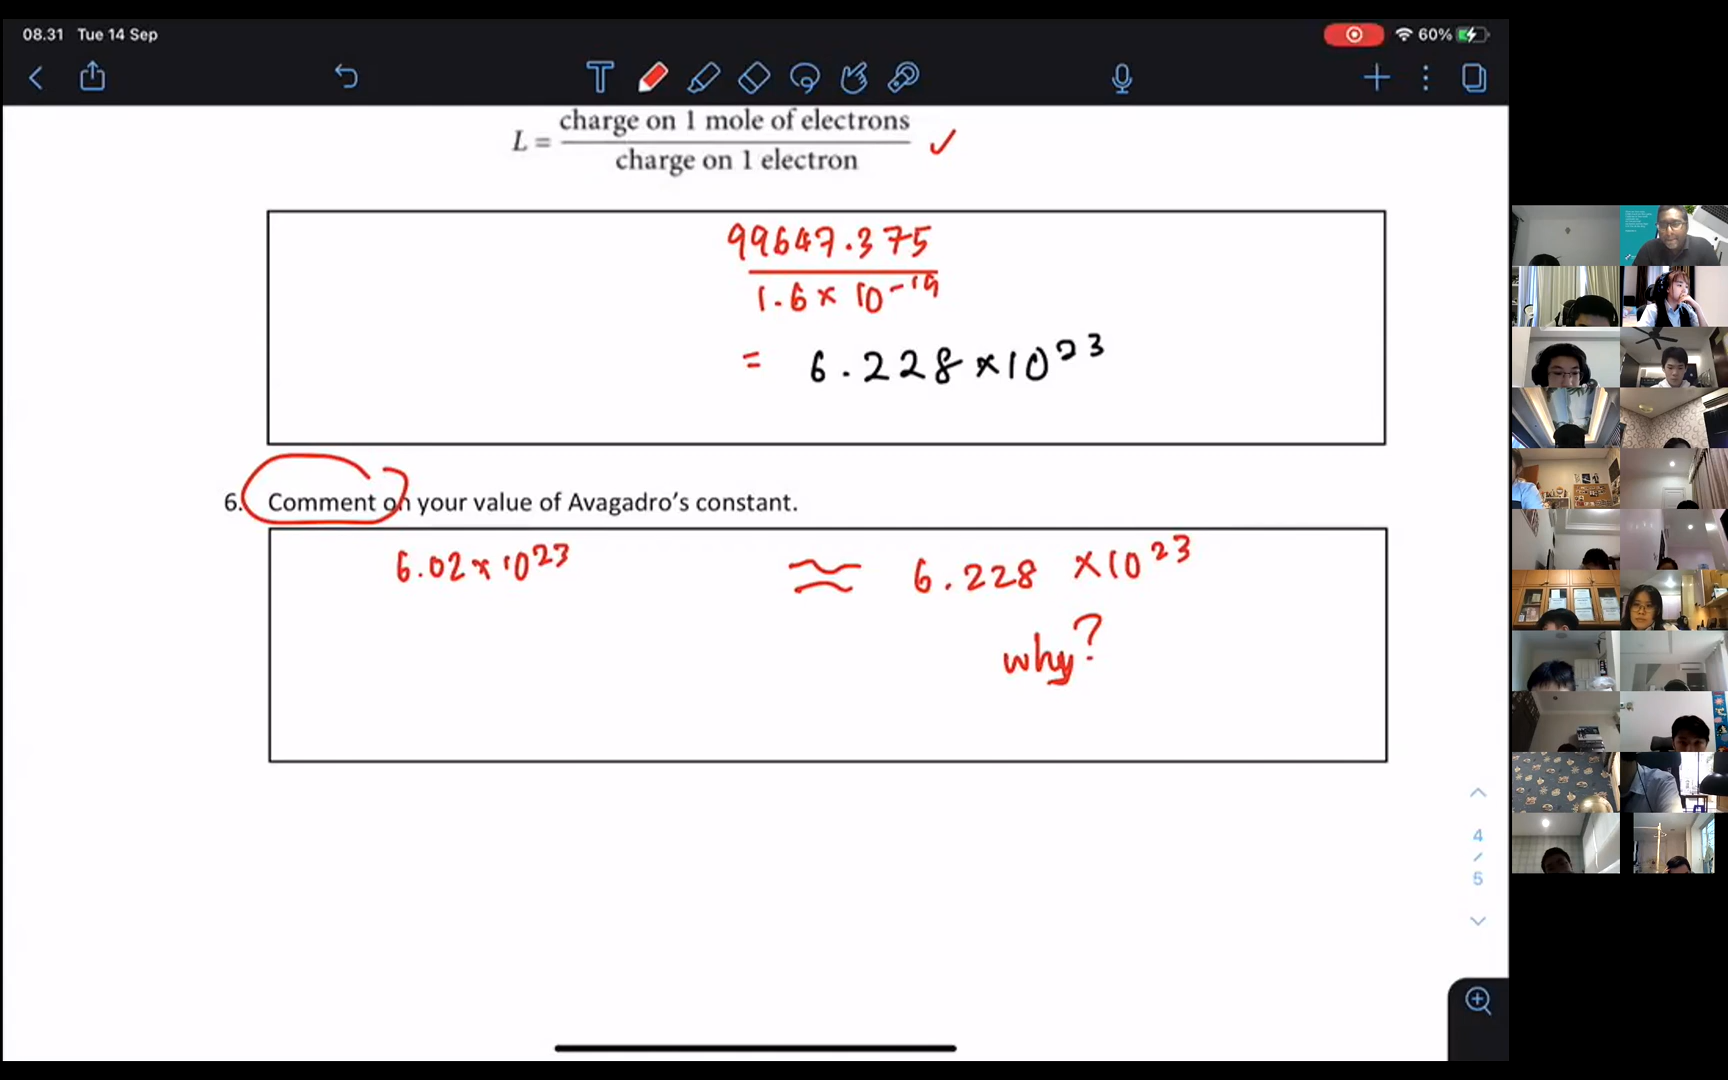 08.31 Tue 14 Sep
60%
T
L = charge on 1 mole of electrons
charge on 1 electron ✓
99647.375
1.6 × 10⁻¹⁹
= 6.228 × 10²³
6. Comment on your value of Avagadro's constant.
6.02 × 10²³ ≈ 6.228 × 10²³
why?
4
/
5